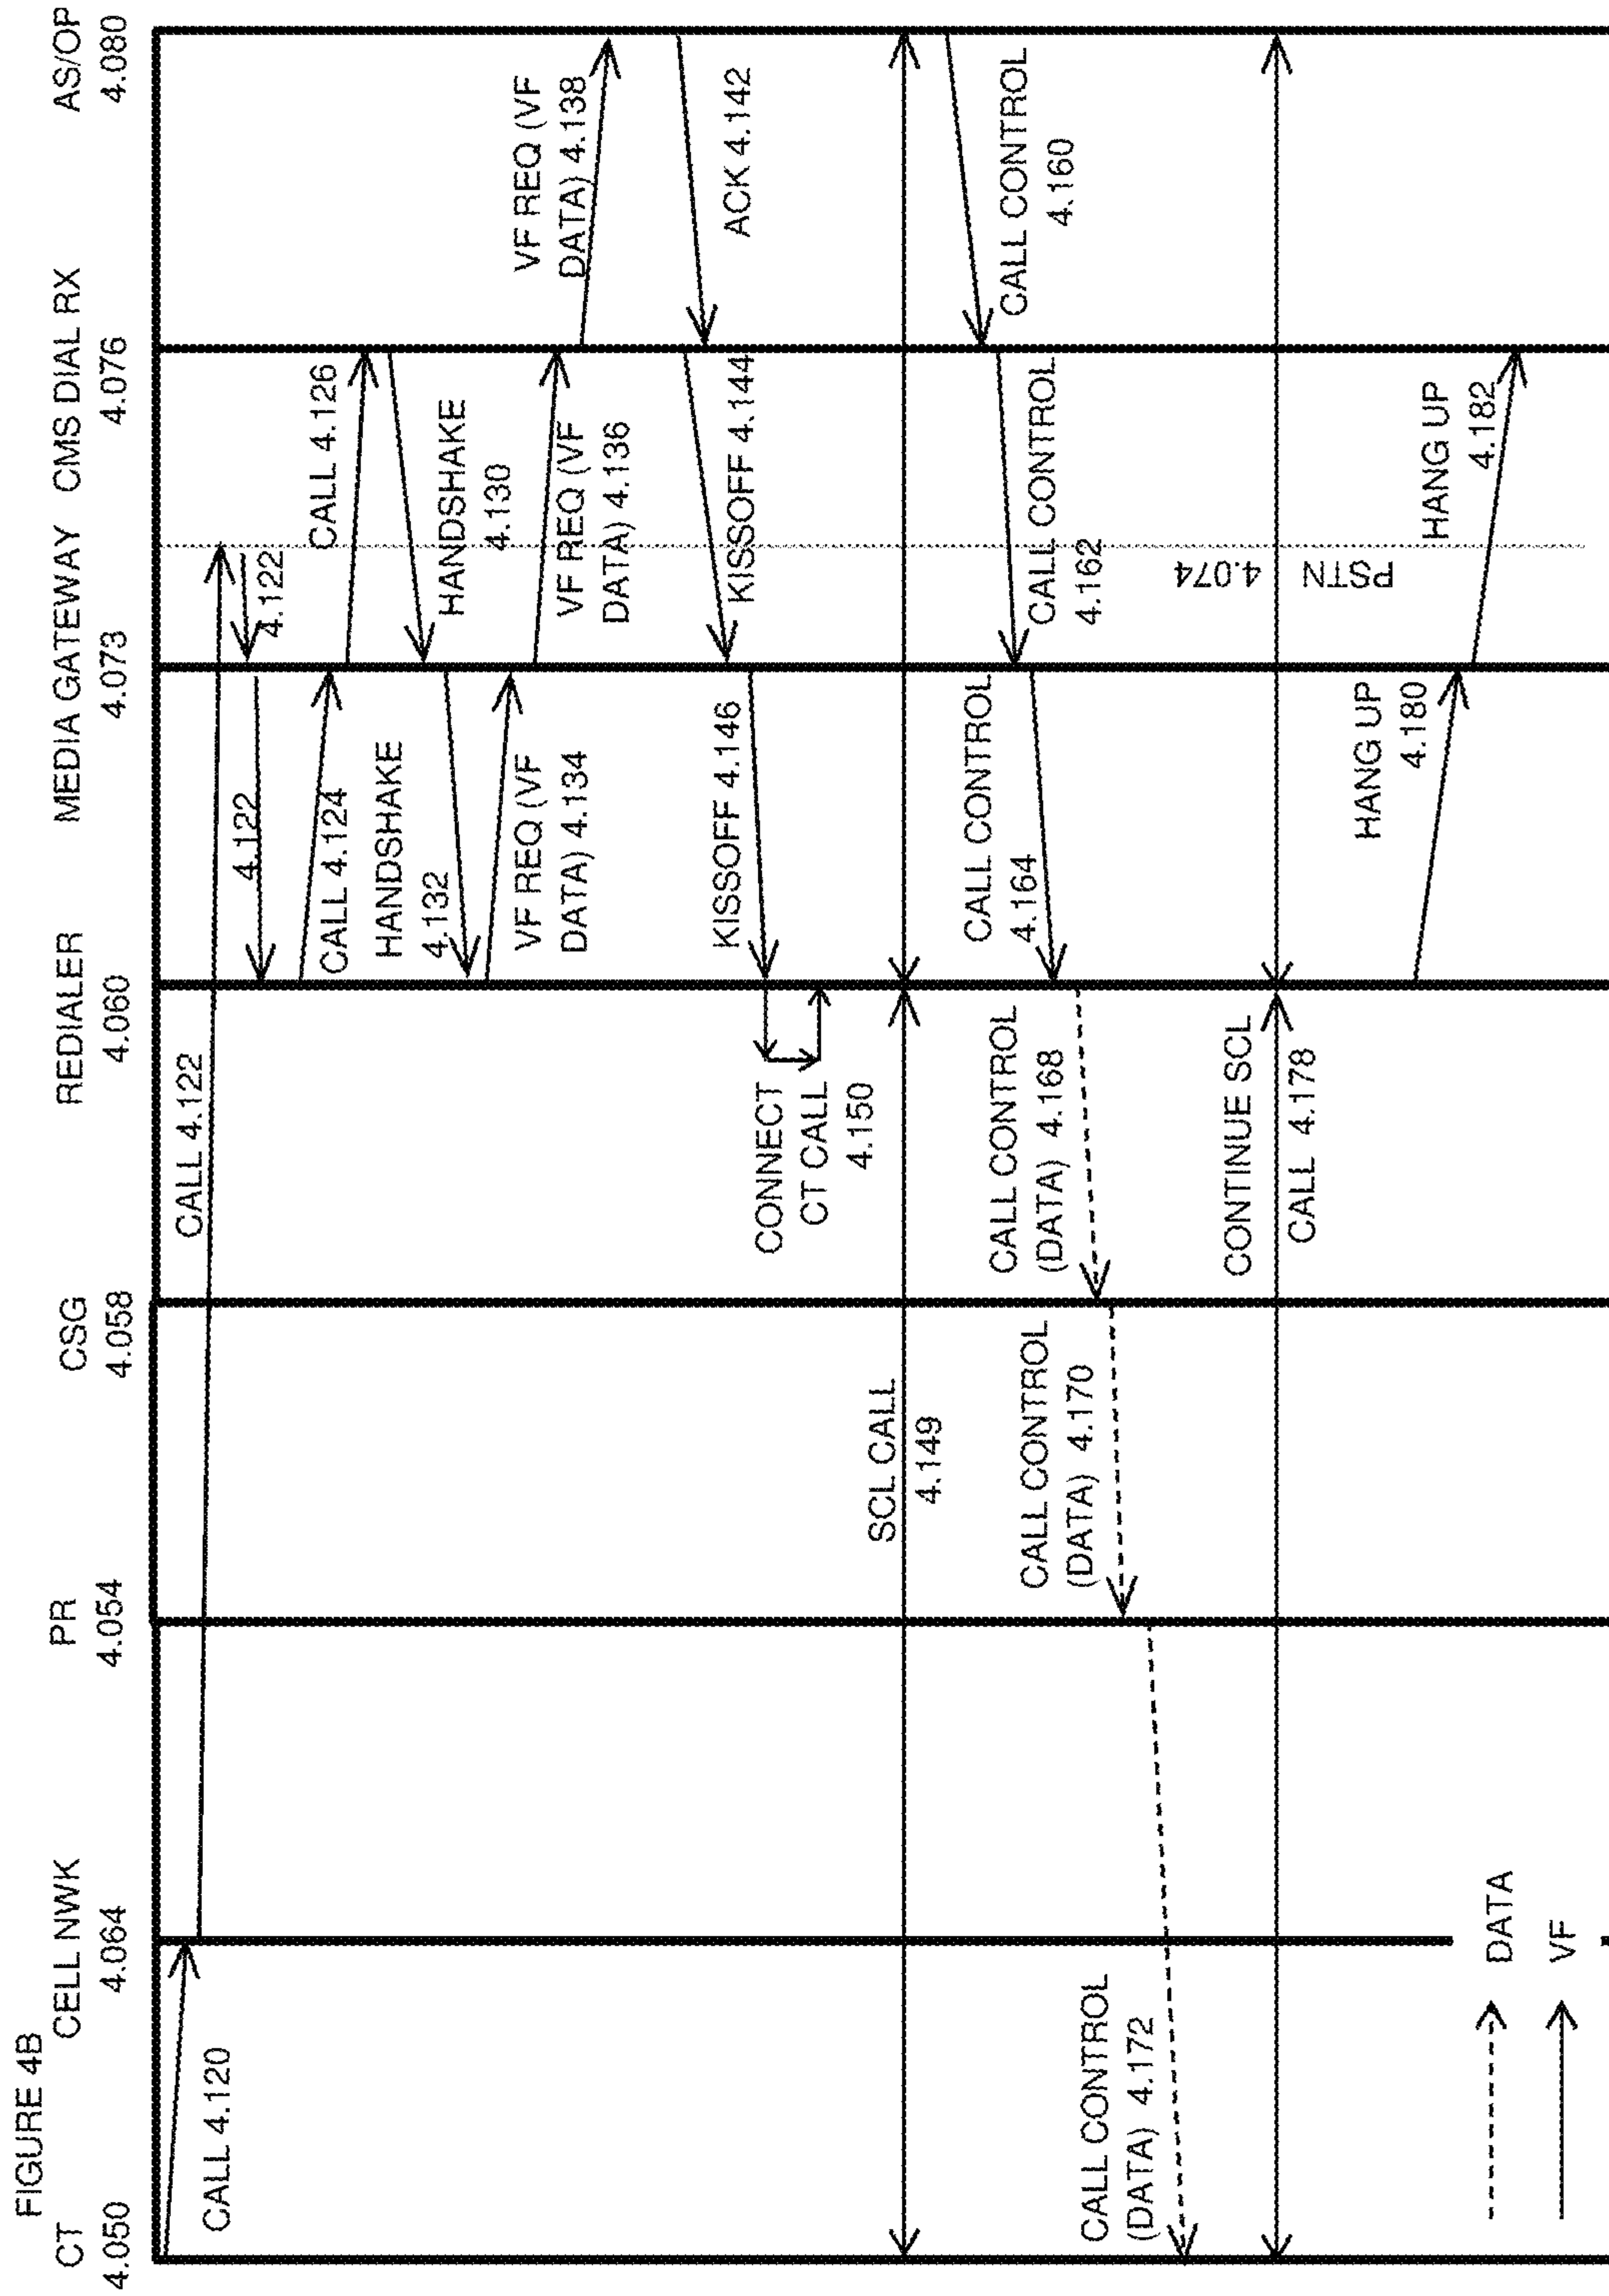 FIGURE 4B
CT
4.050
CELL NWK
4.064
PR
4.054
CSG
4.058
REDIALER
4.060
MEDIA GATEWAY
4.073
CMS DIAL RX
4.076
AS/OP
4.080
CALL 4.120
CALL 4.122
4.122
4.122
CALL 4.124
CALL 4.126
HANDSHAKE
4.130
HANDSHAKE
4.132
VF REQ (VF
DATA) 4.134
VF REQ (VF
DATA) 4.136
VF REQ (VF
DATA) 4.138
ACK 4.142
KISSOFF 4.144
KISSOFF 4.146
CONNECT
CT CALL
4.150
SCL CALL
4.149
CALL CONTROL
4.160
CALL CONTROL
4.162
CALL CONTROL
4.164
CALL CONTROL
(DATA) 4.168
CALL CONTROL
(DATA) 4.170
CALL CONTROL
(DATA) 4.172
PSTN
4.074
CONTINUE SCL
CALL 4.178
HANG UP
4.180
HANG UP
4.182
DATA
VF